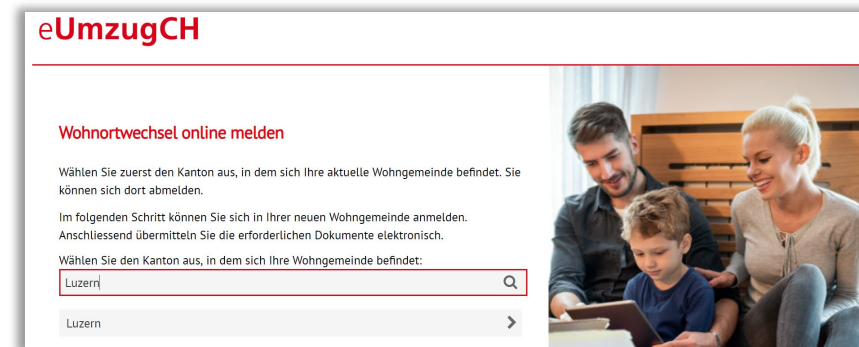 eUmzugCH
Wohnortwechsel online melden
Wählen Sie zuerst den Kanton aus, in dem sich Ihre aktuelle Wohngemeinde befindet. Sie
können sich dort abmelden.
Im folgenden Schritt können Sie sich in Ihrer neuen Wohngemeinde anmelden.
Anschliessend übermitteln Sie die erforderlichen Dokumente elektronisch.
Wählen Sie den Kanton aus, in dem sich Ihre Wohngemeinde befindet:
Luzern
Luzern